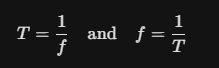 T = 1/f and f = 1/T